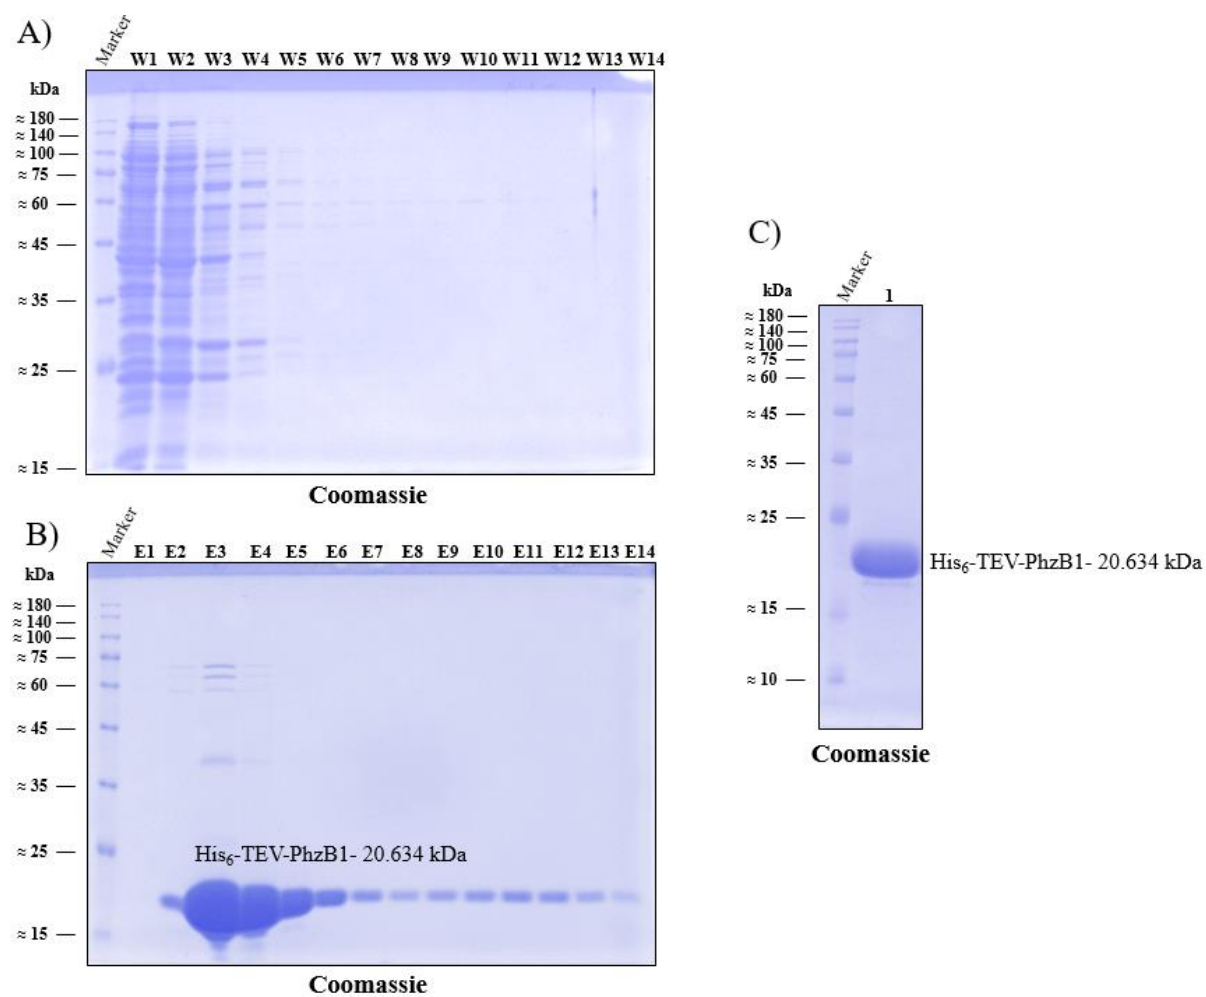 A)
Marker W1 W2 W3 W4 W5 W6 W7 W8 W9 W10 W11 W12 W13 W14
kDa
≈ 180
≈ 140
≈ 100
≈ 75
≈ 60
≈ 45
≈ 35
≈ 25
≈ 15
Coomassie
B)
Marker E1 E2 E3 E4 E5 E6 E7 E8 E9 E10 E11 E12 E13 E14
kDa
≈ 180
≈ 140
≈ 100
≈ 75
≈ 60
≈ 45
≈ 35
≈ 25
≈ 15
His₆-TEV-PhzB1- 20.634 kDa
Coomassie
C)
Marker 1
kDa
≈ 180
≈ 140
≈ 100
≈ 75
≈ 60
≈ 45
≈ 35
≈ 25
≈ 15
≈ 10
His₆-TEV-PhzB1- 20.634 kDa
Coomassie